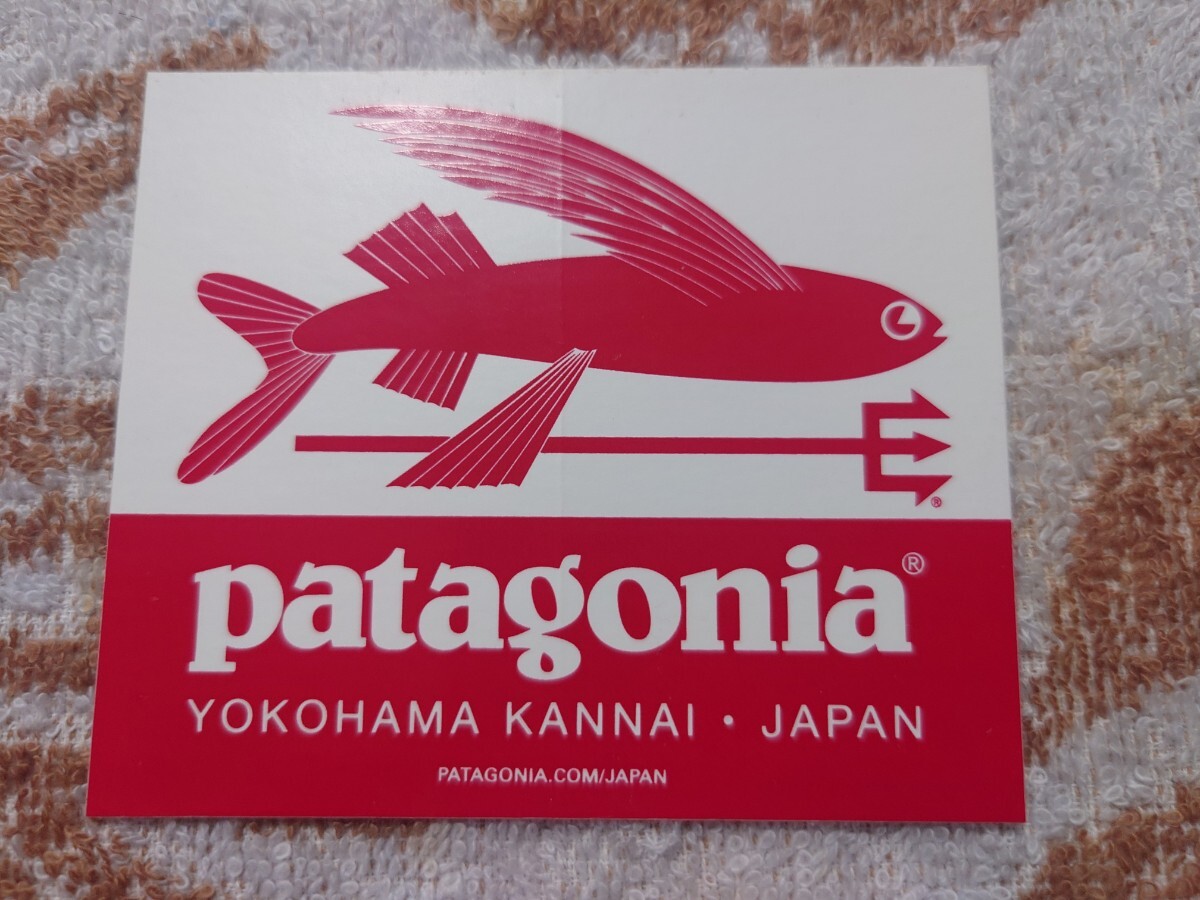 ®
patagonia®
YOKOHAMA KANNAI • JAPAN
PATAGONIA.COM/JAPAN